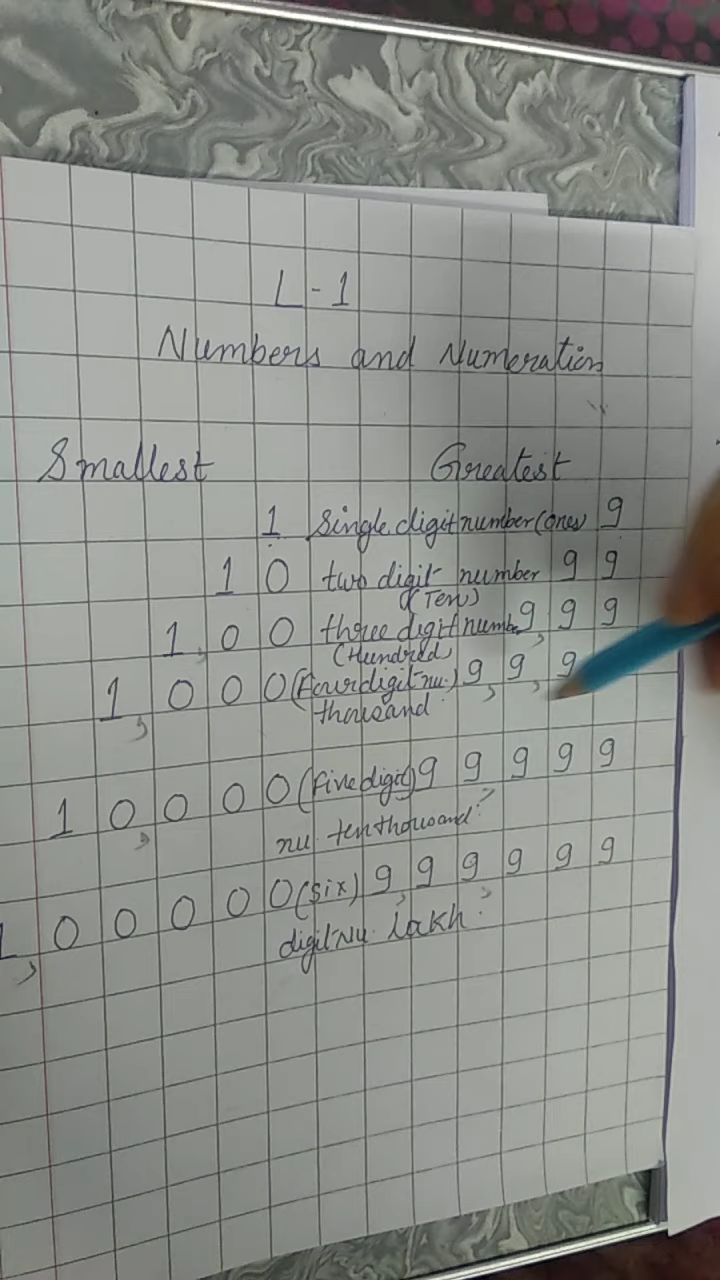 L - 1
Numbers and Numeration
Smallest Greatest
1 Single digit number (ones) 9
1 0 two digit number 9 9
(Ten)
1, 0 0 three digit number 9, 9 9
(Hundred)
1, 0 0 0 (Four digit nu.) 9, 9, 9
thousand
1 0, 0 0 0 (Five digit) 9 9, 9 9 9
nu. ten thousand
1, 0 0 0 0 0 (Six) 9, 9 9, 9 9 9
digit Nu. lakh